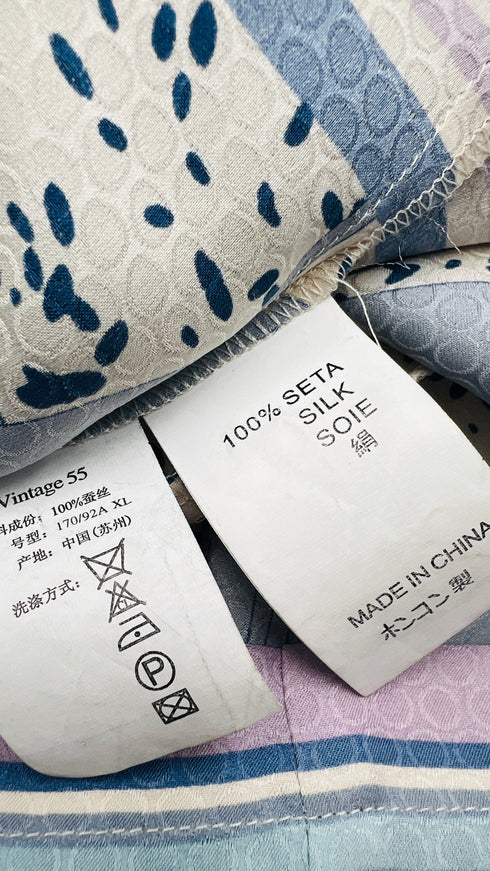 Vintage 55
料成份: 100%蚕丝
号型: 170/92A XL
产地: 中国(苏州)
洗涤方式:
P
100% SETA
SILK
SOIE
絹
MADE IN CHINA
ホンコン製